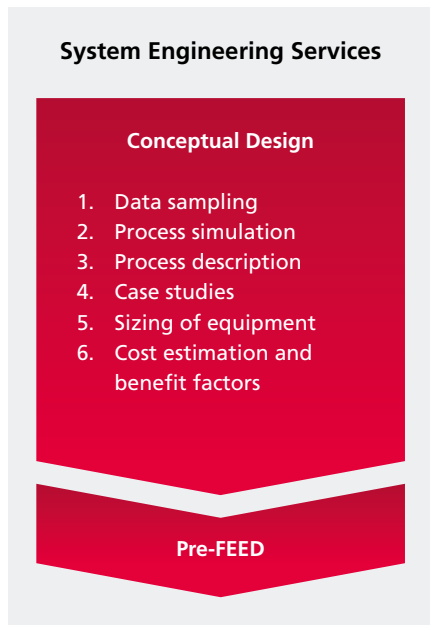 System Engineering Services
Conceptual Design
1. Data sampling
2. Process simulation
3. Process description
4. Case studies
5. Sizing of equipment
6. Cost estimation and
benefit factors
Pre-FEED